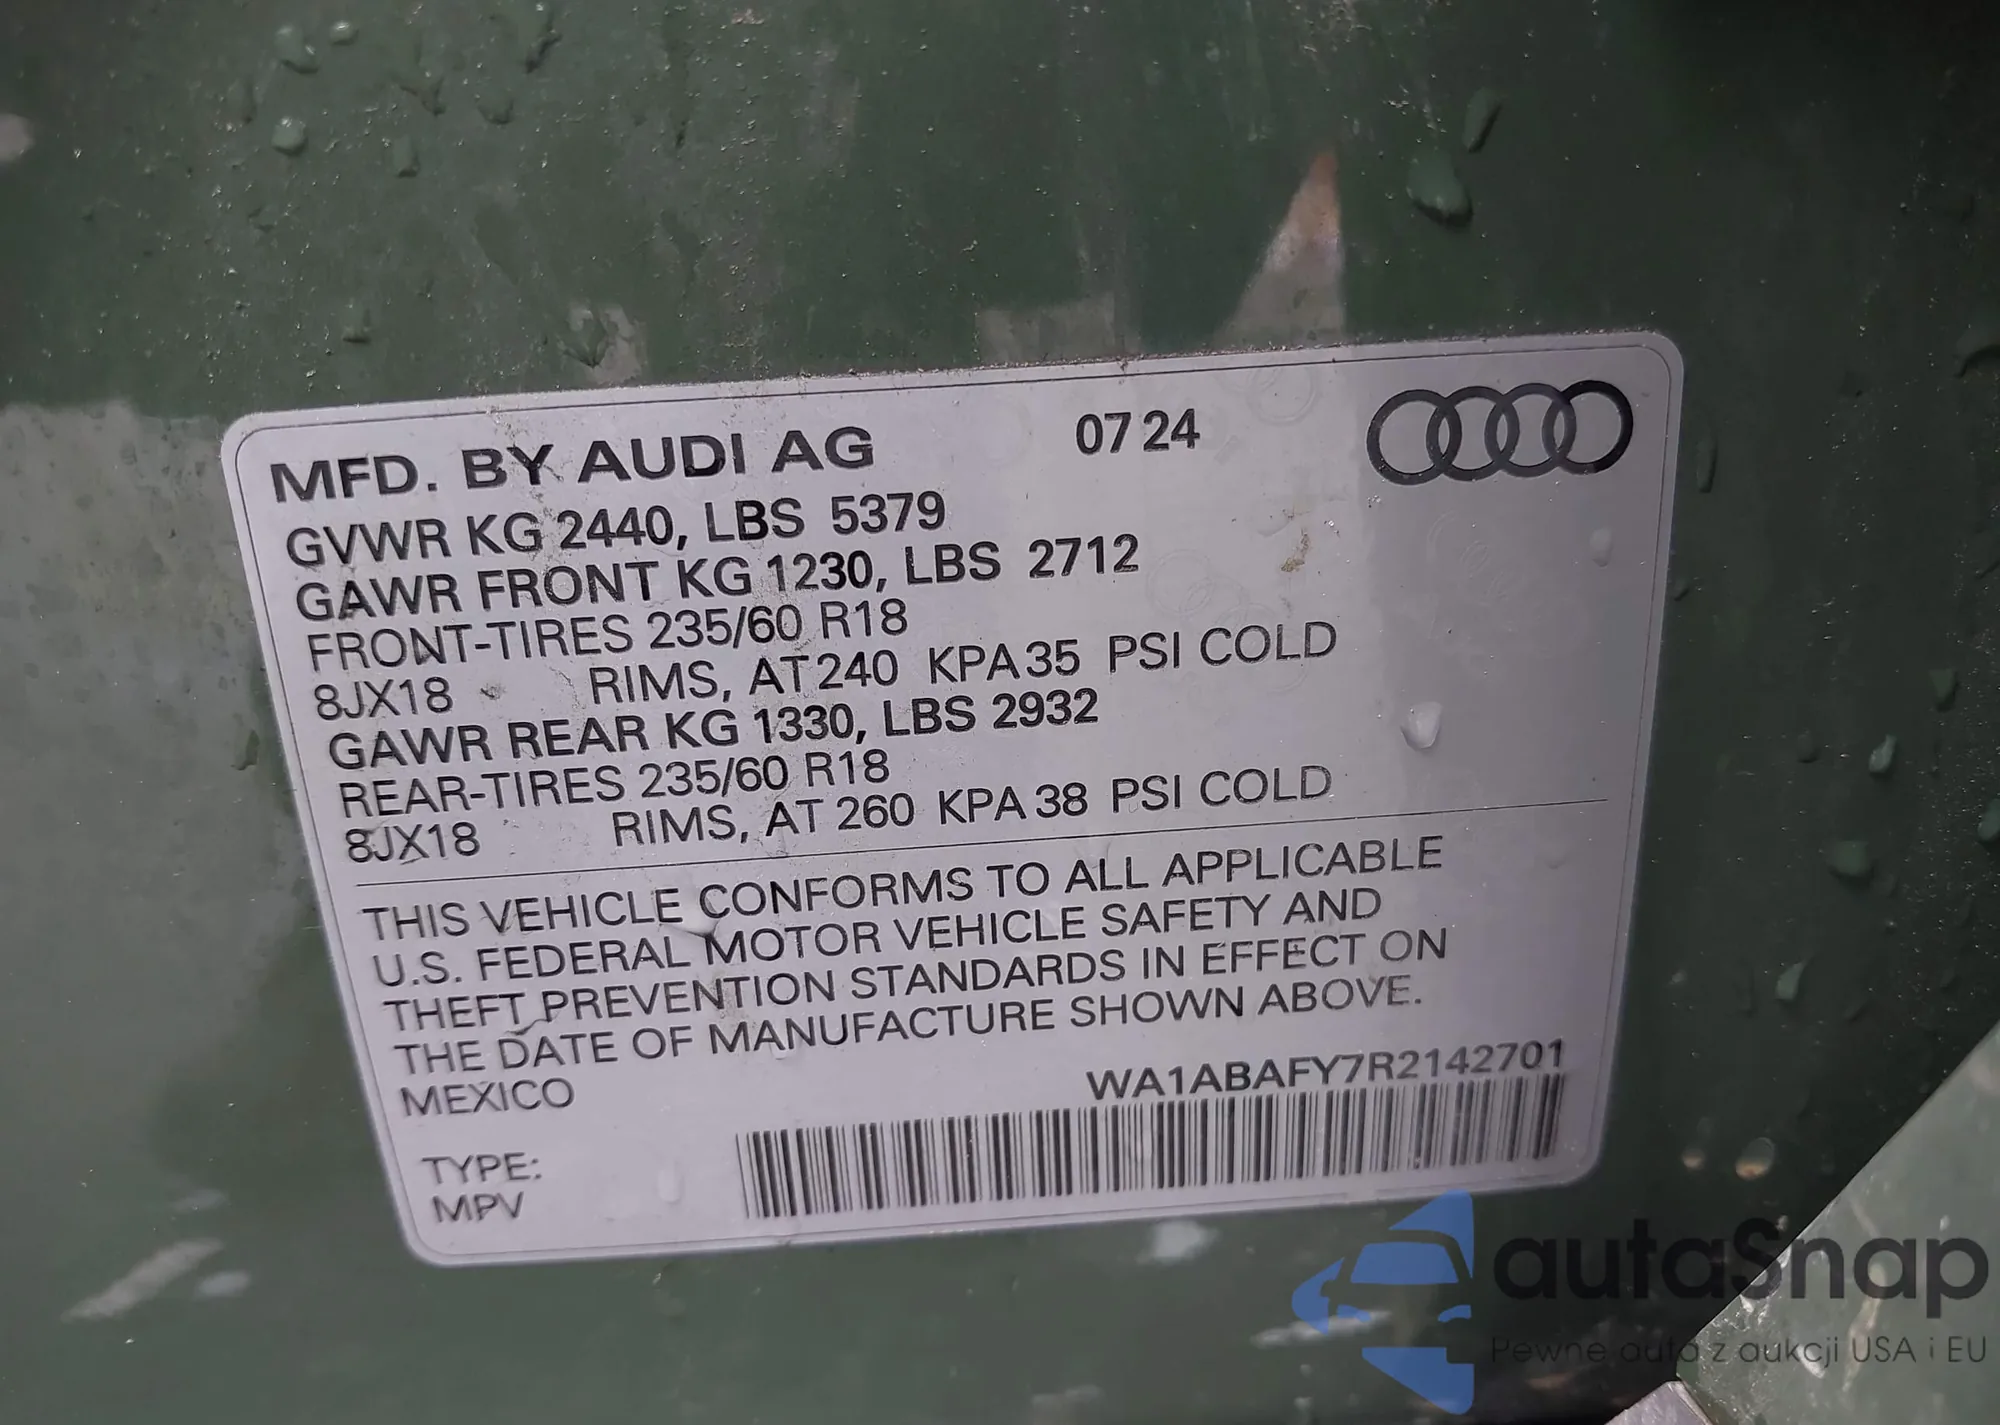 MFD. BY AUDI AG 07 24
GVWR KG 2440, LBS 5379
GAWR FRONT KG 1230, LBS 2712
FRONT-TIRES 235/60 R18
8JX18 RIMS, AT 240 KPA 35 PSI COLD
GAWR REAR KG 1330, LBS 2932
REAR-TIRES 235/60 R18
8JX18 RIMS, AT 260 KPA 38 PSI COLD
THIS VEHICLE CONFORMS TO ALL APPLICABLE
U.S. FEDERAL MOTOR VEHICLE SAFETY AND
THEFT PREVENTION STANDARDS IN EFFECT ON
THE DATE OF MANUFACTURE SHOWN ABOVE.
MEXICO
WA1ABAFY7R2142701
TYPE:
MPV
autaSnap
Pewne auta z aukcji USA i EU